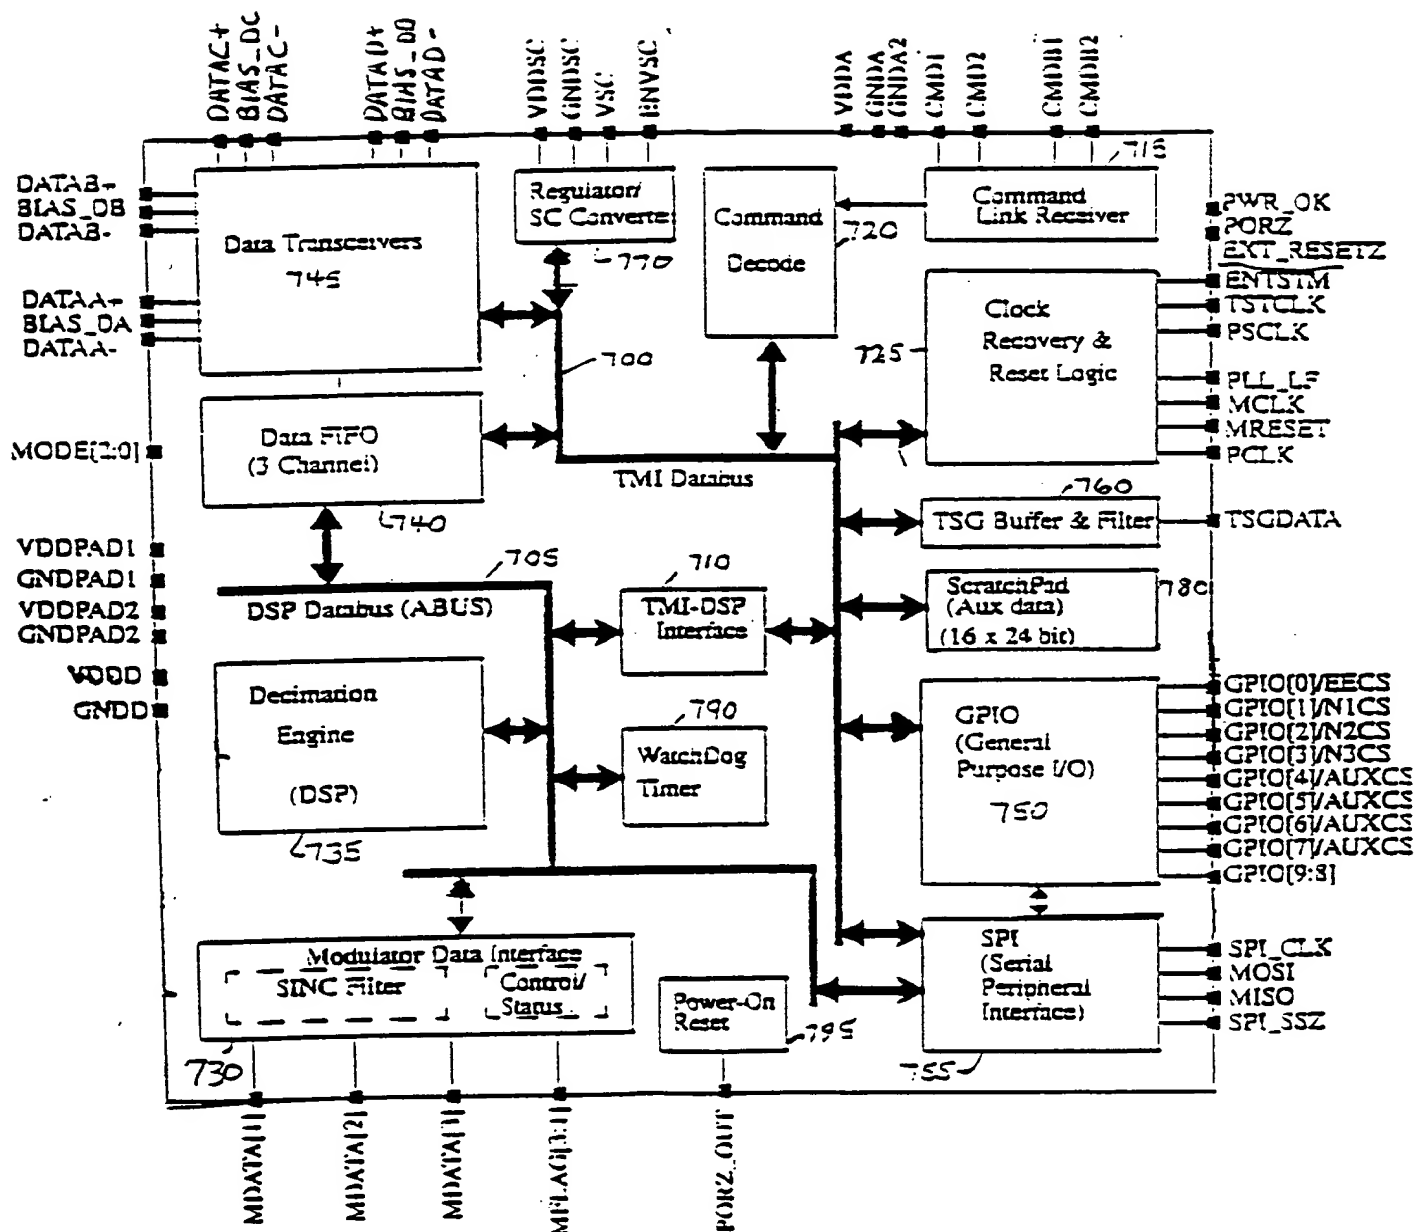 DATAC+
BIAS_DC
DATAC-
DATAD+
BIAS_DD
DATAD-
VDDSC
GNDSC
VSC
ENVSC
VDDA
GNDA
GNDA2
CMD1
CMD2
CMDB1
CMDB2
DATAB+
BIAS_DB
DATAB-
DATAA+
BIAS_DA
DATAA-
MODE[2:0]
VDDPAD1
GNDPAD1
VDDPAD2
GNDPAD2
VDDD
GNDD
Data Transceivers
745
Regulator/
SC Converter
770
Command
Decode
720
715
Command
Link Receiver
Clock
Recovery &
Reset Logic
725
700
Data FIFO
(3 Channel)
740
TMI Databus
760
TSG Buffer & Filter
705
DSP Databus (ABUS)
710
TMI-DSP
Interface
ScratchPad
(Aux data)
(16 x 24 bit)
780
Decimation
Engine
(DSP)
735
790
WatchDog
Timer
GPIO
(General
Purpose I/O)
750
Modulator Data Interface
SINC Filter
Control/
Status
730
Power-On
Reset
795
SPI
(Serial
Peripheral
Interface)
755
PWR_OK
PORZ
EXT_RESETZ
ENTSTM
TSTCLK
PSCLK
PLL_LF
MCLK
MRESET
PCLK
TSGDATA
GPIO[0]/EECS
GPIO[1]/N1CS
GPIO[2]/N2CS
GPIO[3]/N3CS
GPIO[4]/AUXCS
GPIO[5]/AUXCS
GPIO[6]/AUXCS
GPIO[7]/AUXCS
GPIO[9:8]
SPI_CLK
MOSI
MISO
SPI_SSZ
MDATA[1]
MDATA[2]
MDATA[3]
MFLAG[3:1]
PORZ_OUT